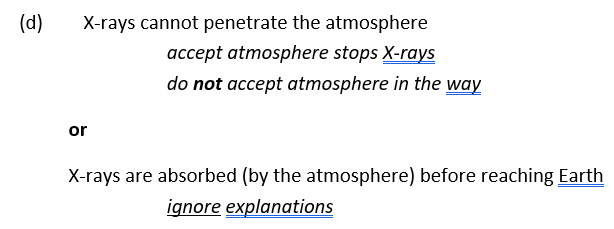 (d) X-rays cannot penetrate the atmosphere
accept atmosphere stops X-rays
do not accept atmosphere in the way
or
X-rays are absorbed (by the atmosphere) before reaching Earth
ignore explanations